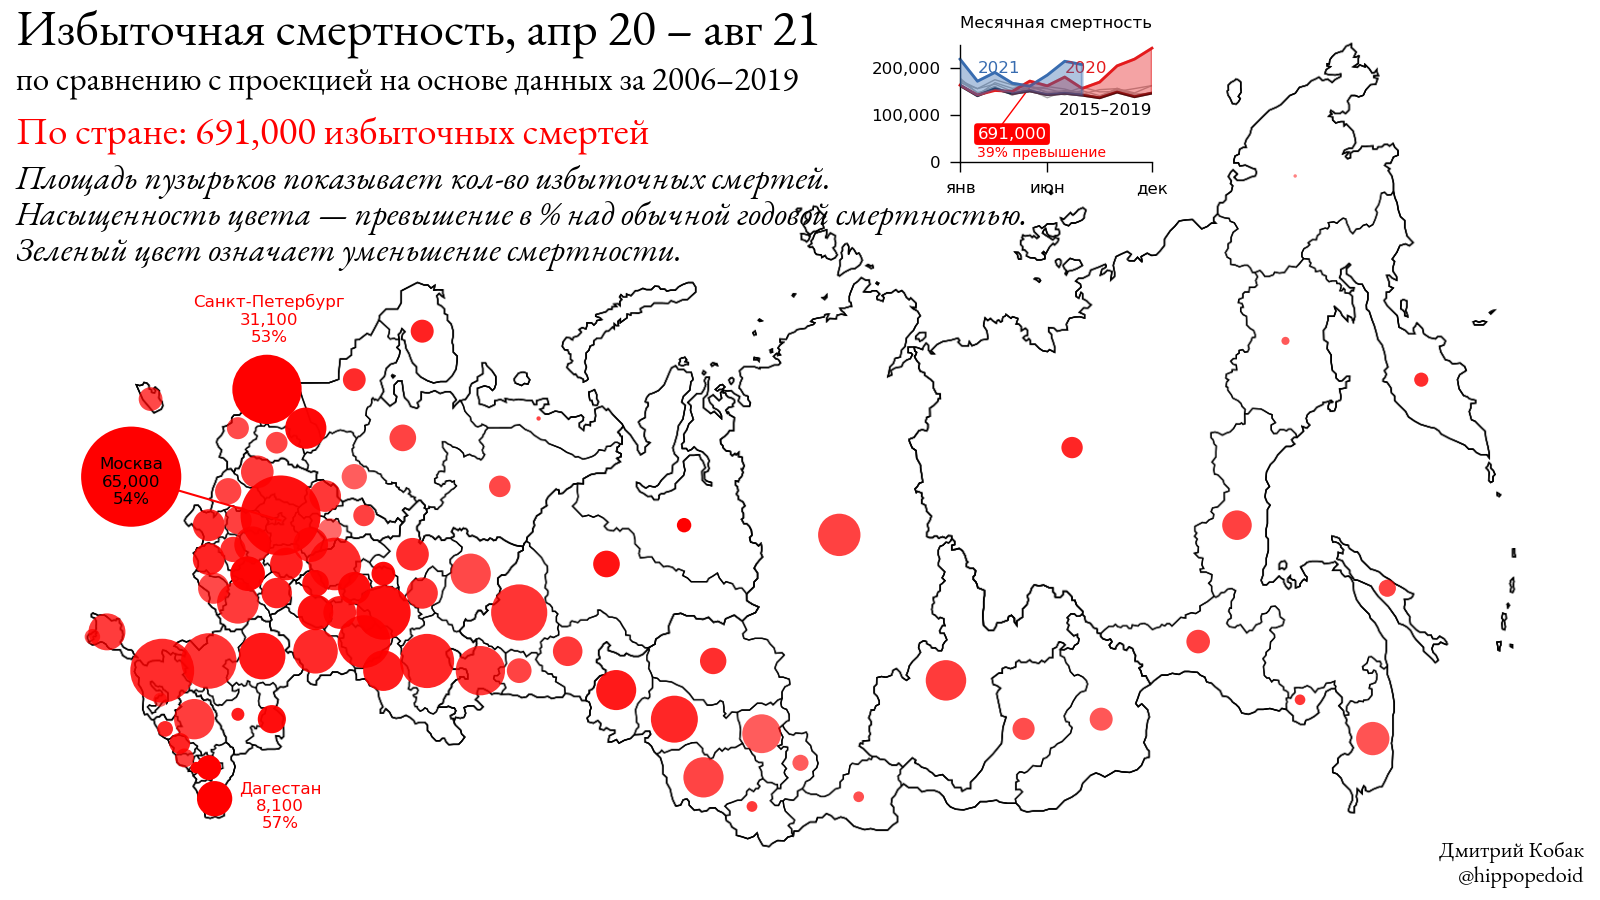 Избыточная смертность, апр 20 – авг 21
по сравнению с проекцией на основе данных за 2006–2019
По стране: 691,000 избыточных смертей
Площадь пузырьков показывает кол-во избыточных смертей.
Насыщенность цвета — превышение в % над обычной годовой смертностью.
Зеленый цвет означает уменьшение смертности.
Месячная смертность
200,000
100,000
0
2021
2020
2015–2019
691,000
39% превышение
янв
июн
дек
Санкт-Петербург
31,100
53%
Москва
65,000
54%
Дагестан
8,100
57%
Дмитрий Кобак
@hippopedoid